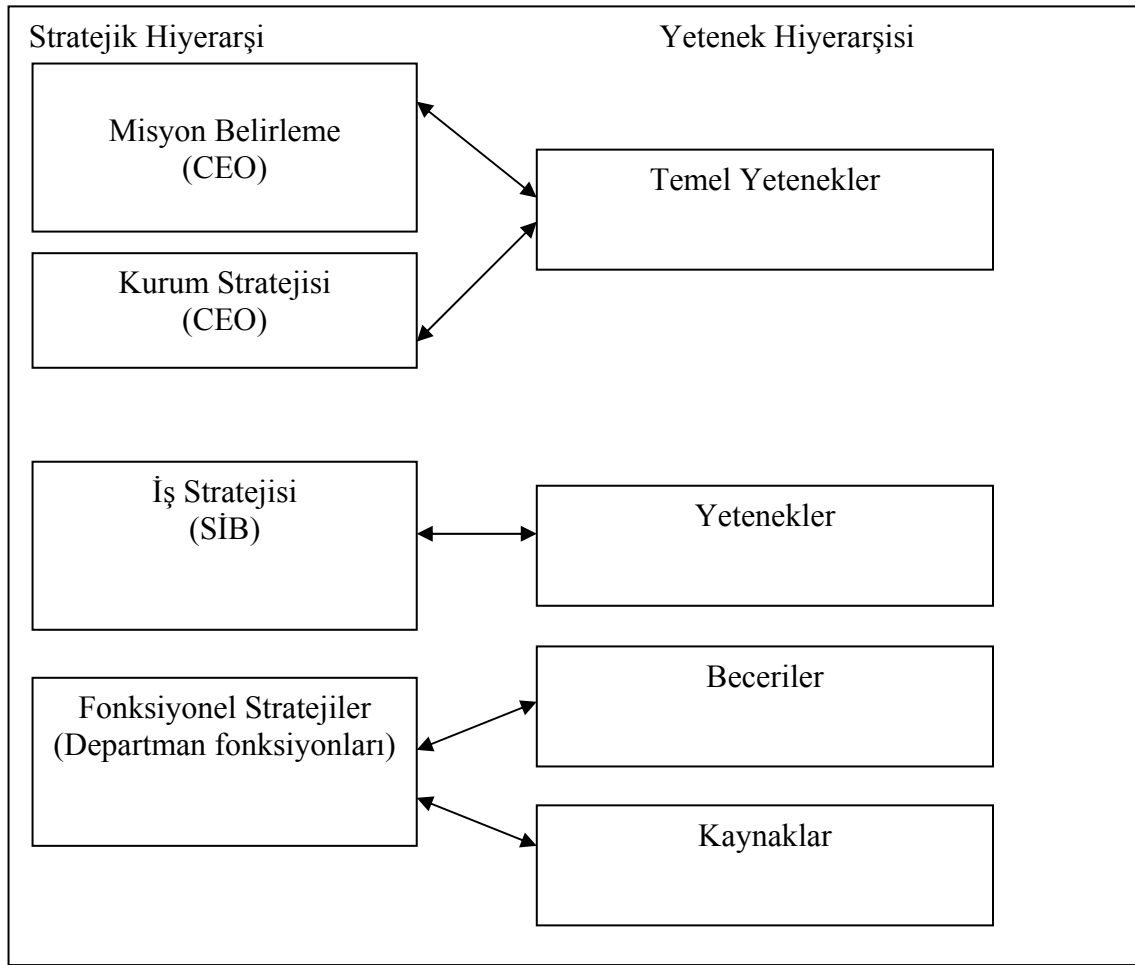 Stratejik Hiyerarşi
Yetenek Hiyerarşisi
Misyon Belirleme
(CEO)
Temel Yetenekler
Kurum Stratejisi
(CEO)
İş Stratejisi
(SİB)
Yetenekler
Fonksiyonel Stratejiler
(Departman fonksiyonları)
Beceriler
Kaynaklar